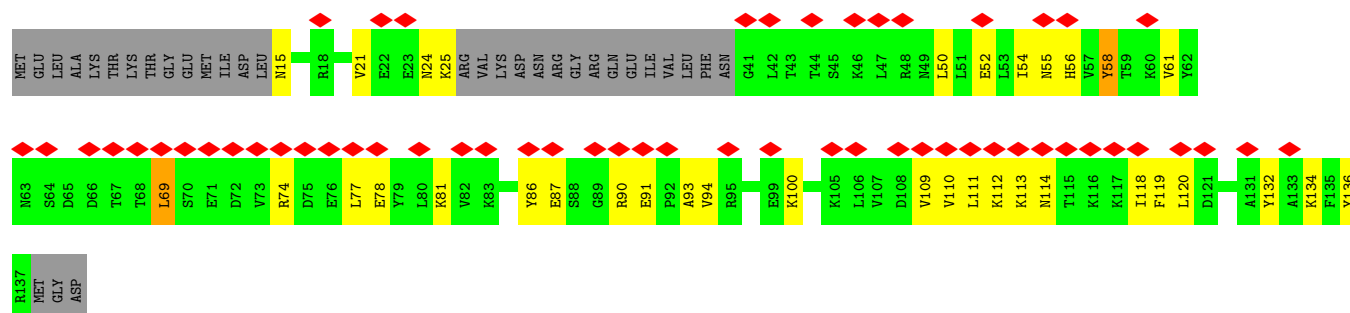 MET GLU LEU ALA LYS THR LYS THR GLY GLU MET ILE ASP LEU N15 R18 V21 E22 E23 N24 K25 ARG VAL LYS ASP ASN ARG GLY ARG GLN GLU ILE VAL LEU PHE ASN G41 L42 T43 T44 S45 K46 L47 R48 N49 L50 L51 E52 L53 I54 N55 H56 V57 Y58 T59 K60 V61 Y62
N63 S64 D65 D66 T67 T68 L69 S70 E71 D72 V73 R74 D75 E76 L77 E78 Y79 L80 K81 V82 K83 Y86 E87 S88 G89 R90 E91 P92 A93 V94 R95 E99 K100 K105 L106 V107 D108 V109 V110 L111 K112 K113 N114 T115 K116 K117 I118 F119 L120 D121 A131 Y132 A133 K134 F135 Y136
R137 MET GLY ASP